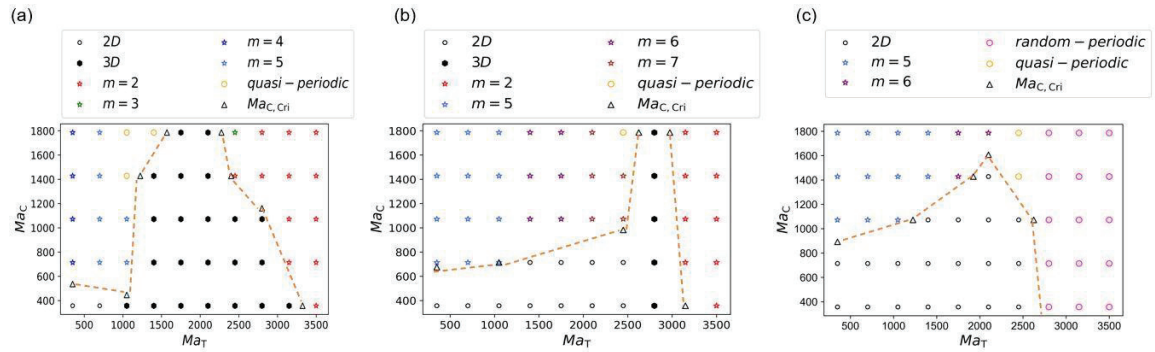 (a)
2D
3D
m = 2
m = 3
m = 4
m = 5
quasi − periodic
Ma_C, Cri
1800
1600
1400
1200
1000
800
600
400
Ma_C
500 1000 1500 2000 2500 3000 3500
Ma_T
(b)
2D
3D
m = 2
m = 5
m = 6
m = 7
quasi − periodic
Ma_C, Cri
1800
1600
1400
1200
1000
800
600
400
Ma_C
500 1000 1500 2000 2500 3000 3500
Ma_T
(c)
2D
m = 5
m = 6
random − periodic
quasi − periodic
Ma_C, Cri
1800
1600
1400
1200
1000
800
600
400
Ma_C
500 1000 1500 2000 2500 3000 3500
Ma_T